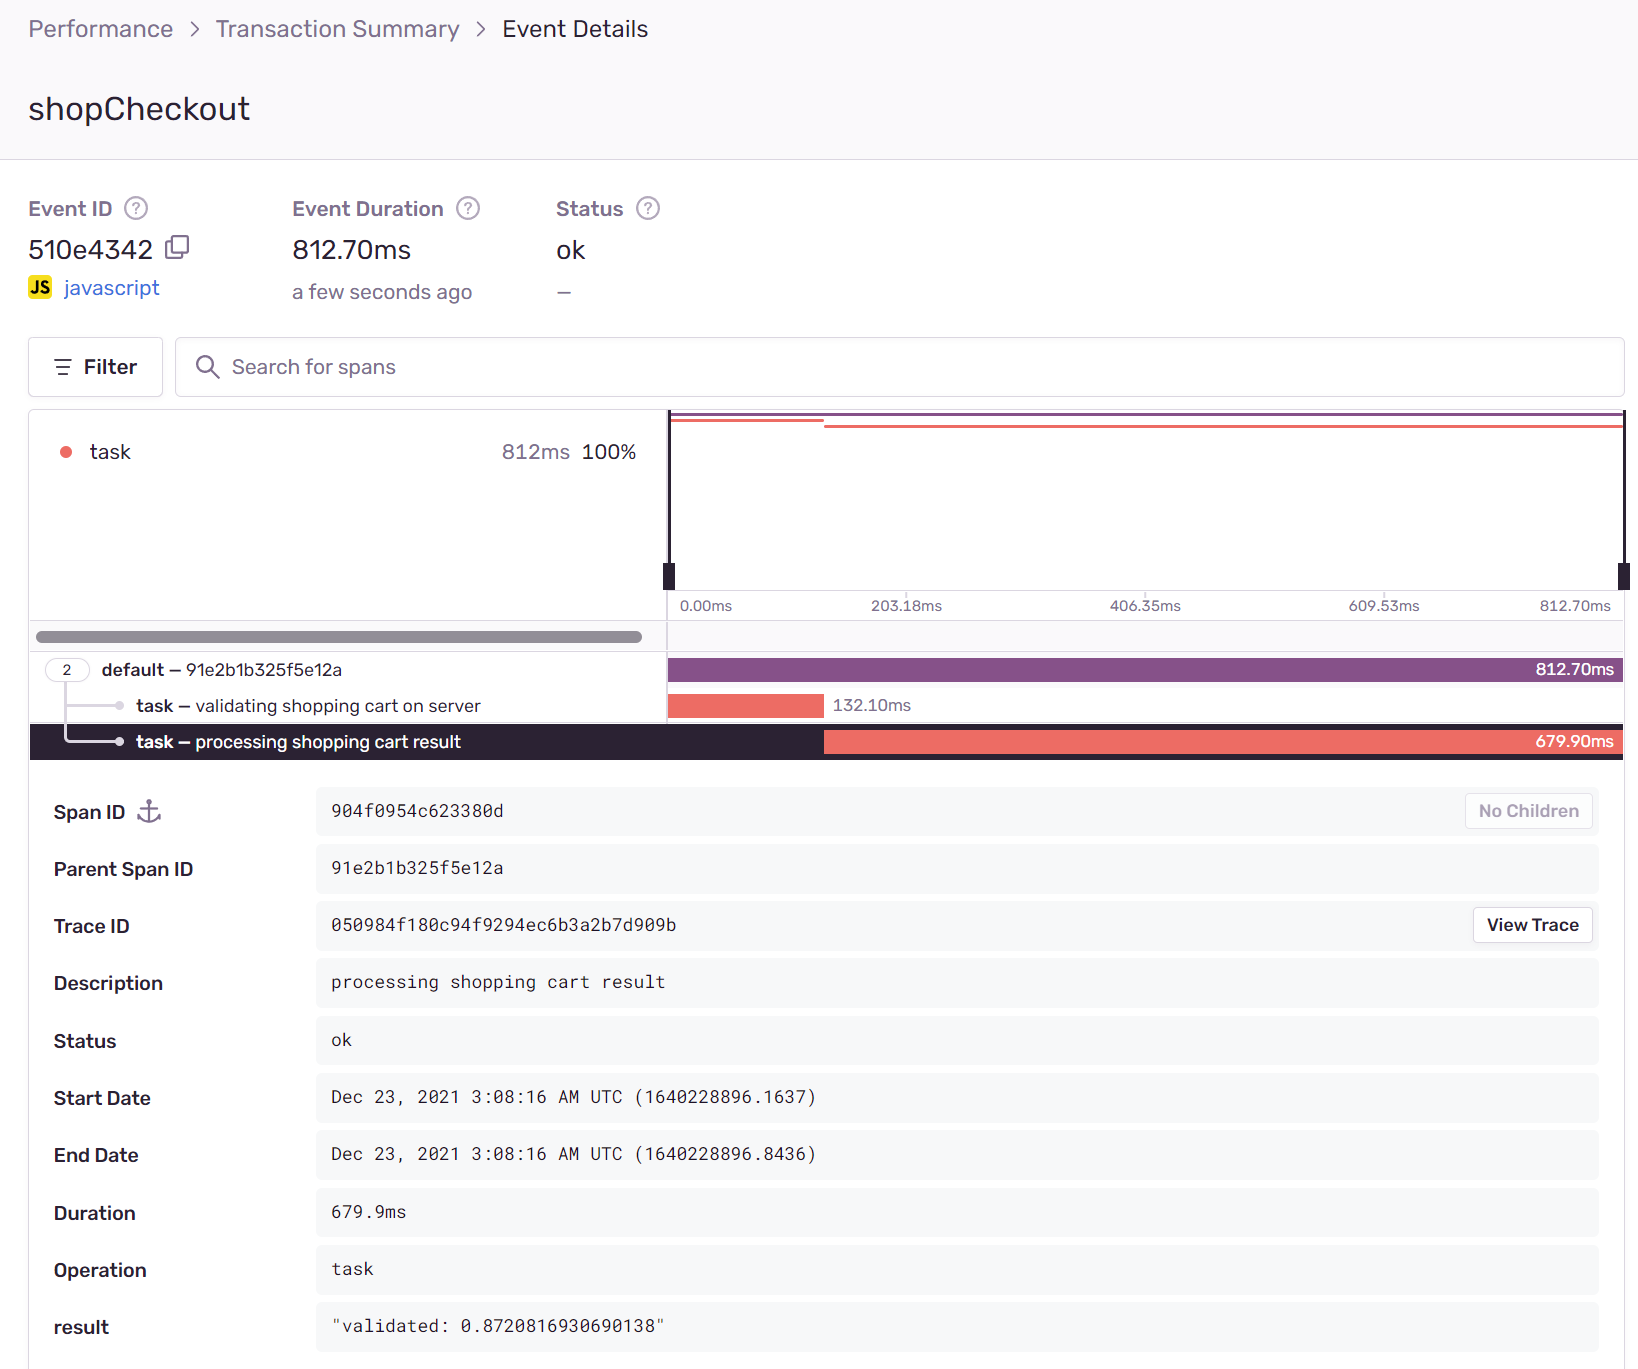 Performance > Transaction Summary > Event Details
shopCheckout
Event ID ? Event Duration ? Status ?
510e4342 812.70ms ok
JS javascript a few seconds ago —
Filter Search for spans
task 812ms 100%
0.00ms 203.18ms 406.35ms 609.53ms 812.70ms
2 default — 91e2b1b325f5e12a 812.70ms
task — validating shopping cart on server 132.10ms
task — processing shopping cart result 679.90ms
Span ID 904f0954c623380d No Children
Parent Span ID 91e2b1b325f5e12a
Trace ID 050984f180c94f9294ec6b3a2b7d909b View Trace
Description processing shopping cart result
Status ok
Start Date Dec 23, 2021 3:08:16 AM UTC (1640228896.1637)
End Date Dec 23, 2021 3:08:16 AM UTC (1640228896.8436)
Duration 679.9ms
Operation task
result "validated: 0.8720816930690138"